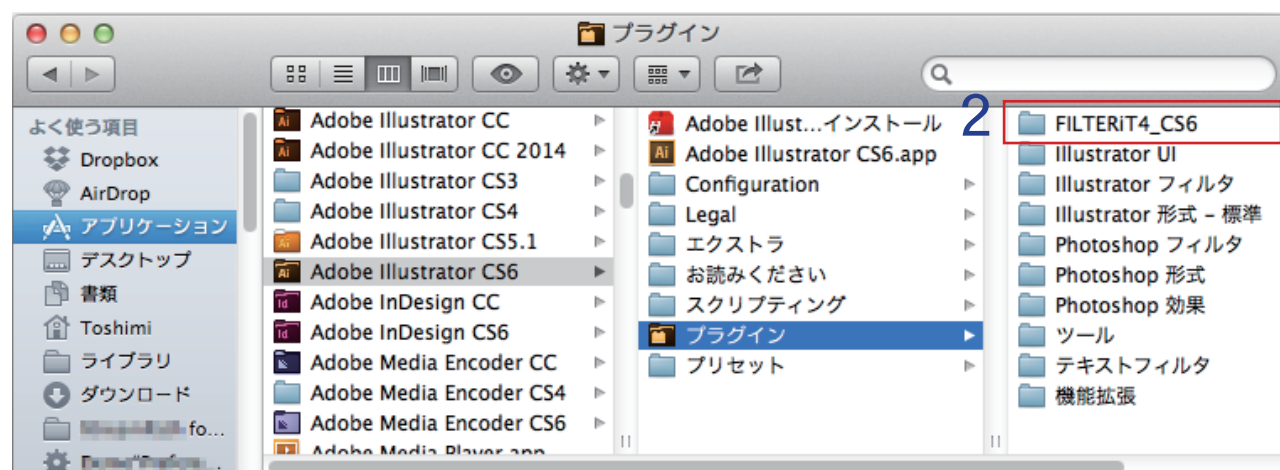 プラグイン
よく使う項目
Dropbox
AirDrop
アプリケーション
デスクトップ
書類
Toshimi
ライブラリ
ダウンロード
fo...
Adobe Illustrator CC
Adobe Illustrator CC 2014
Adobe Illustrator CS3
Adobe Illustrator CS4
Adobe Illustrator CS5.1
Adobe Illustrator CS6
Adobe InDesign CC
Adobe InDesign CS6
Adobe Media Encoder CC
Adobe Media Encoder CS4
Adobe Media Encoder CS6
Adobe Media Player.app
Adobe Illust...インストール
Adobe Illustrator CS6.app
Configuration
Legal
エクストラ
お読みください
スクリプティング
プラグイン
プリセット
2
FILTERiT4_CS6
Illustrator UI
Illustrator フィルタ
Illustrator 形式 – 標準
Photoshop フィルタ
Photoshop 形式
Photoshop 効果
ツール
テキストフィルタ
機能拡張